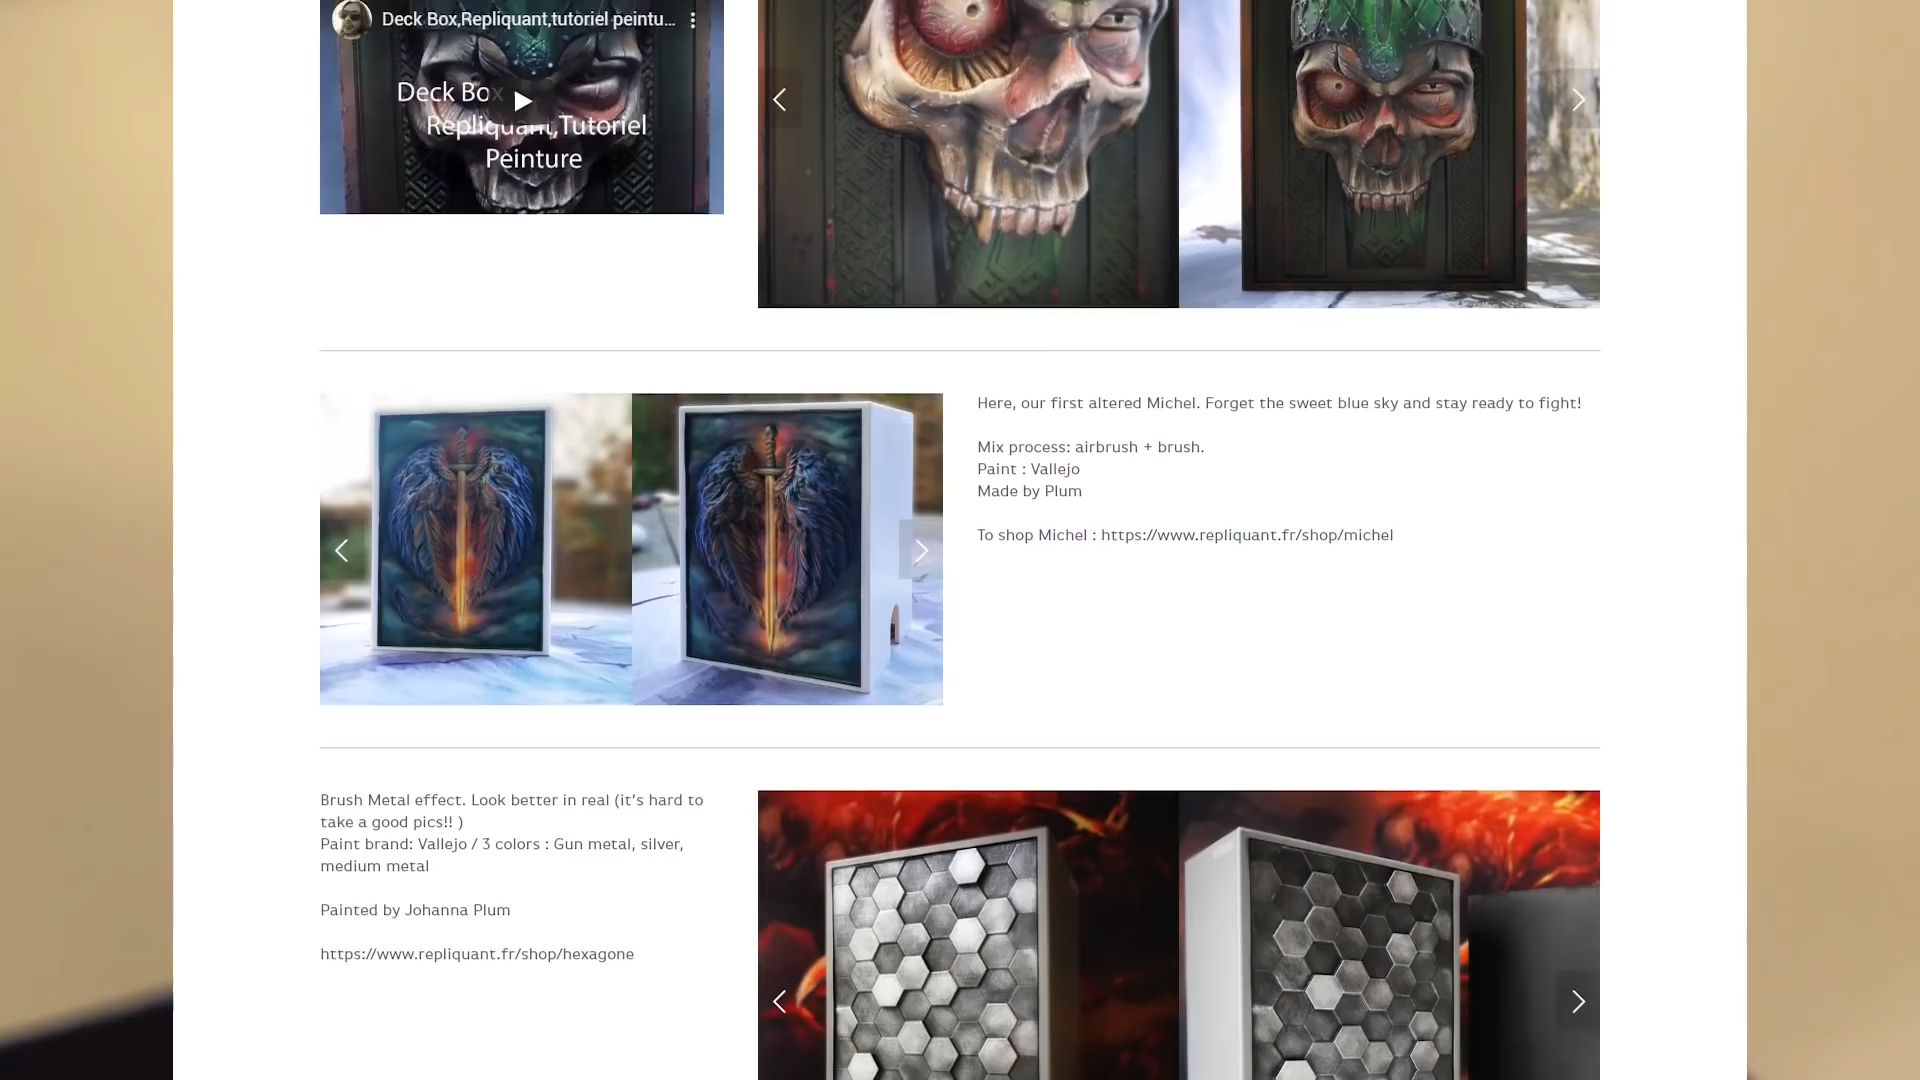 Deck Box,Repliquant,tutoriel peintu...
Deck Box
Repliquant,Tutoriel
Peinture
Here, our first altered Michel. Forget the sweet blue sky and stay ready to fight!
Mix process: airbrush + brush.
Paint : Vallejo
Made by Plum
To shop Michel : https://www.repliquant.fr/shop/michel
Brush Metal effect. Look better in real (it’s hard to
take a good pics!! )
Paint brand: Vallejo / 3 colors : Gun metal, silver,
medium metal
Painted by Johanna Plum
https://www.repliquant.fr/shop/hexagone